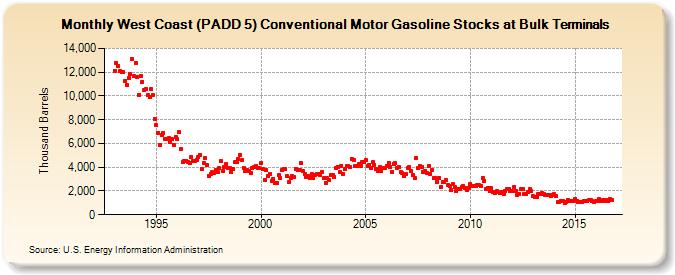 Monthly West Coast (PADD 5) Conventional Motor Gasoline Stocks at Bulk Terminals
Thousand Barrels
14,000
12,000
10,000
8,000
6,000
4,000
2,000
0
1995 2000 2005 2010 2015
Source: U.S. Energy Information Administration